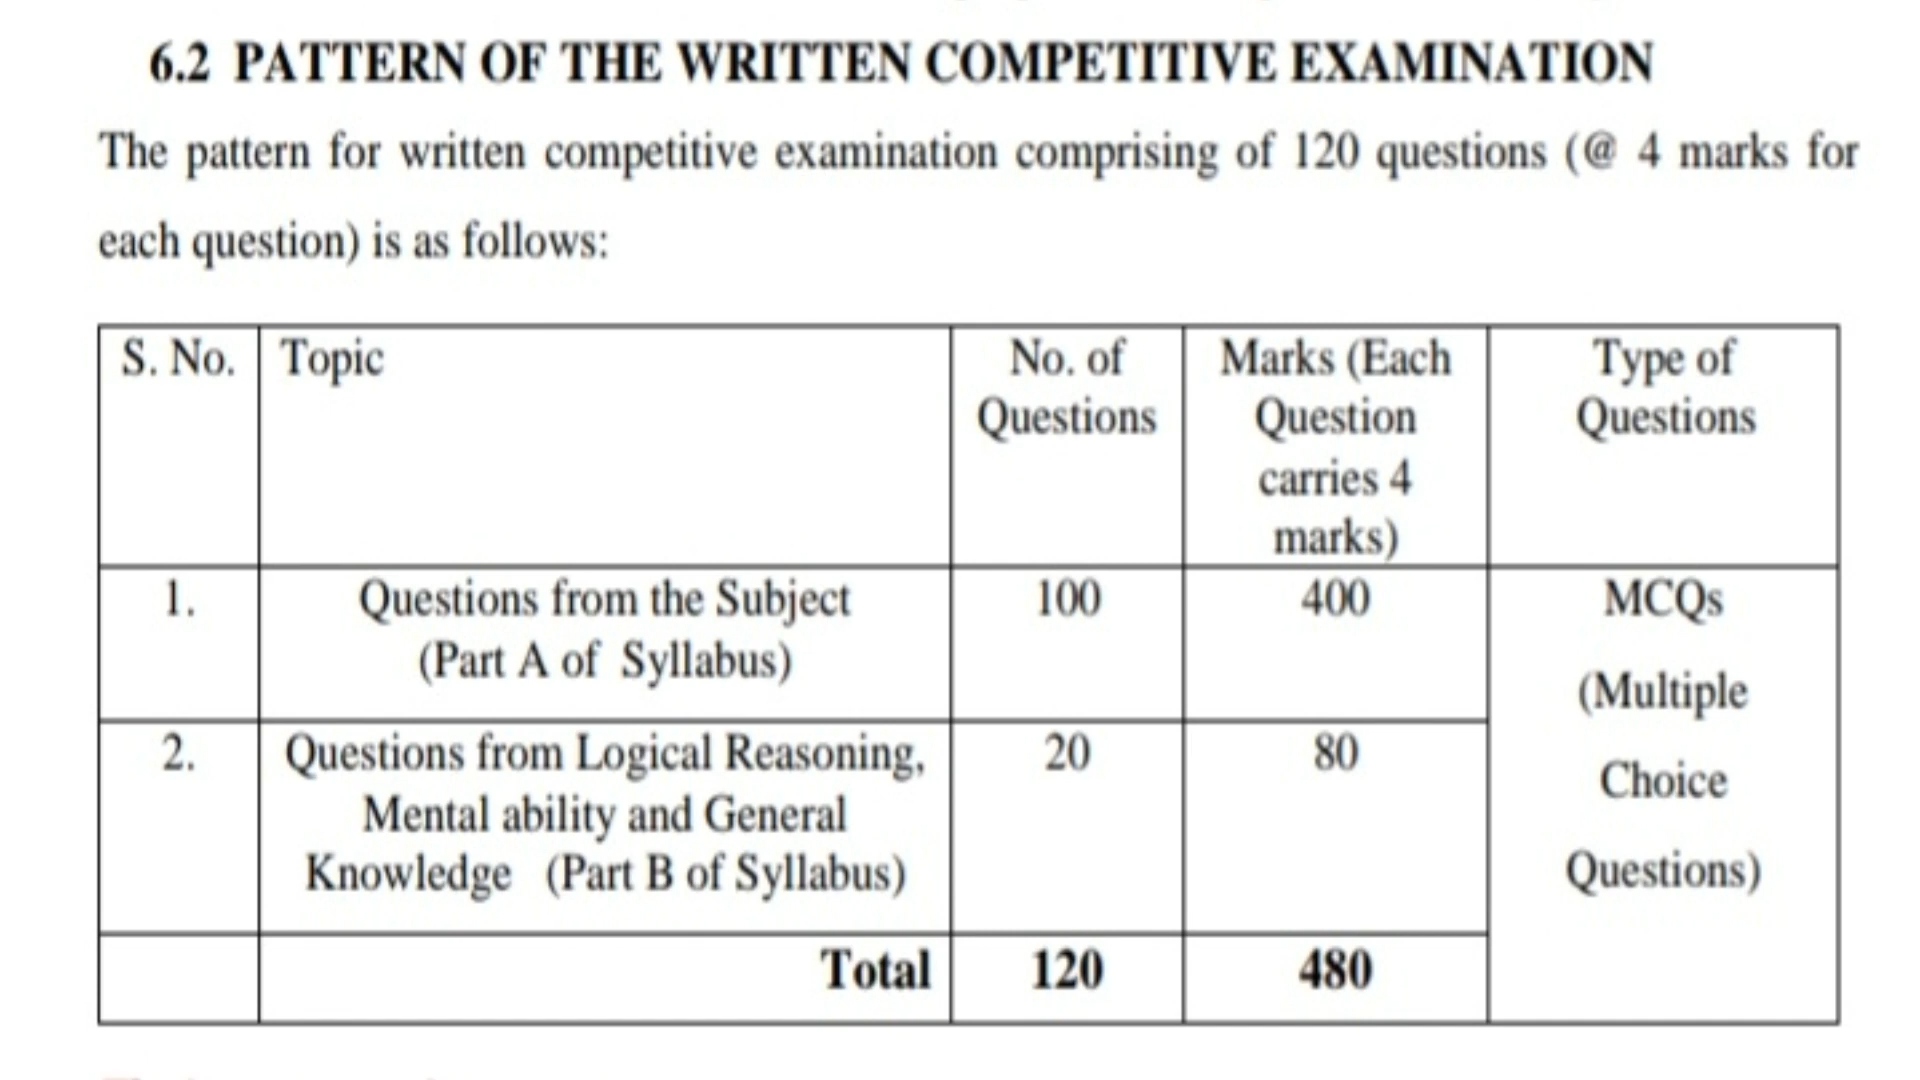 6.2 PATTERN OF THE WRITTEN COMPETITIVE EXAMINATION
The pattern for written competitive examination comprising of 120 questions (@ 4 marks for
each question) is as follows:
S. No.
Topic
No. of
Questions
Marks (Each
Question
carries 4
marks)
Type of
Questions
1.
Questions from the Subject
(Part A of Syllabus)
100
400
MCQs
(Multiple
Choice
Questions)
2.
Questions from Logical Reasoning,
Mental ability and General
Knowledge (Part B of Syllabus)
20
80
Total
120
480